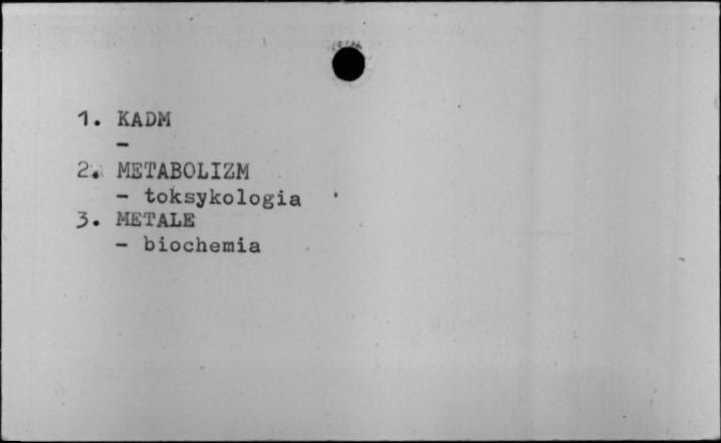 1. KADM
-
2. METABOLIZM
- toksykologia
3. METALE
- biochemia